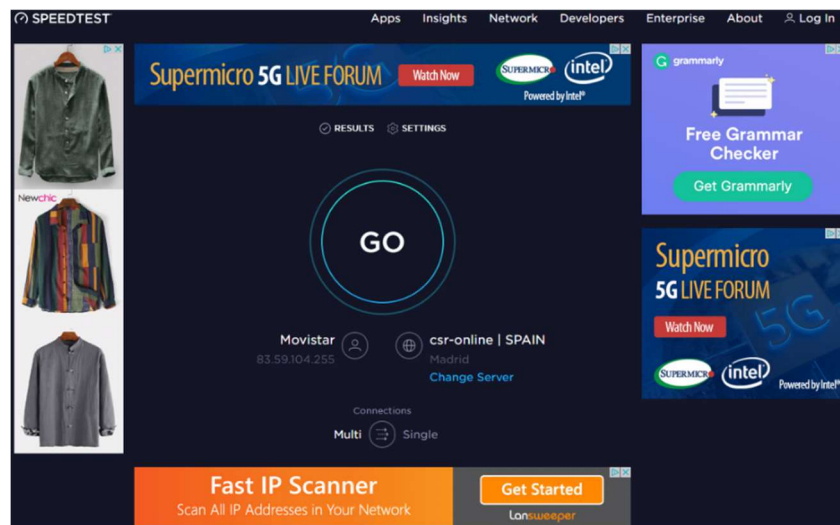 SPEEDTEST
Apps Insights Network Developers Enterprise About Log In
Newchic
Supermicro 5G LIVE FORUM
Watch Now
SUPERMICR
intel
Powered by Intel®
RESULTS SETTINGS
GO
Movistar
83.59.104.255
csr-online | SPAIN
Madrid
Change Server
Connections
Multi Single
Fast IP Scanner
Scan All IP Addresses in Your Network
Get Started
Lansweeper
grammarly
Free Grammar
Checker
Get Grammarly
Supermicro
5G LIVE FORUM
Watch Now
5G
SUPERMICR
intel
Powered by Intel®